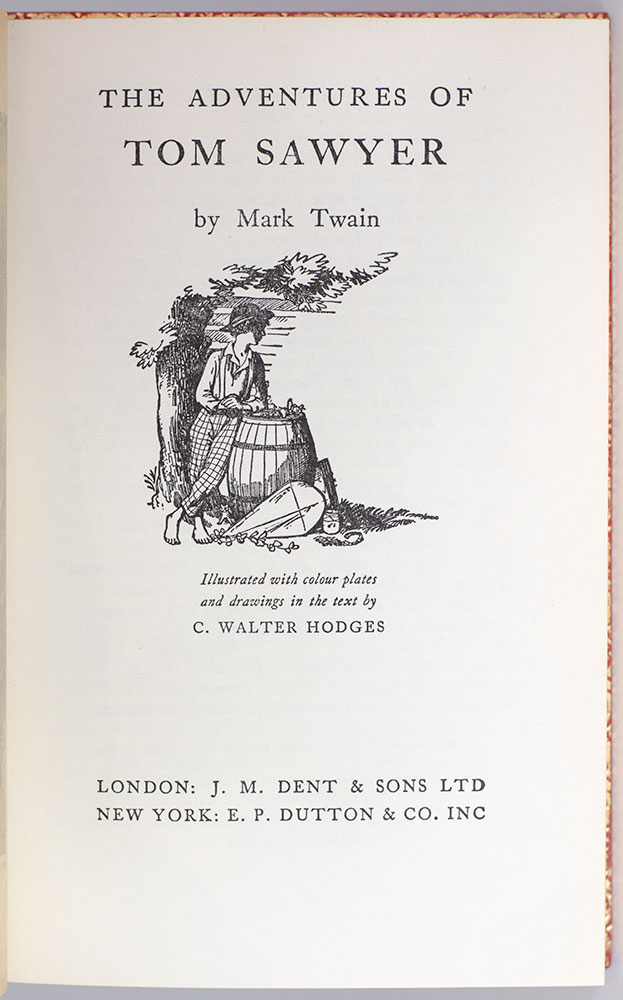 THE ADVENTURES OF
TOM SAWYER
by Mark Twain
Illustrated with colour plates
and drawings in the text by
C. WALTER HODGES
LONDON: J. M. DENT & SONS LTD
NEW YORK: E. P. DUTTON & CO. INC